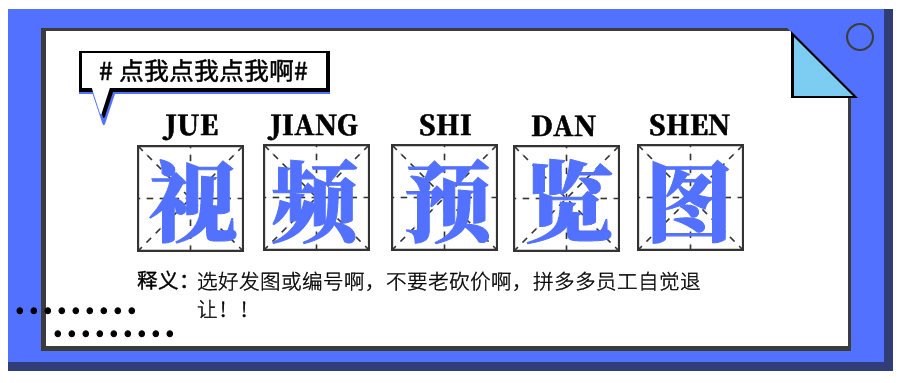 # 点我点我点我啊#
JUE JIANG SHI DAN SHEN
视频预览图
释义：选好发图或编号啊，不要老砍价啊，拼多多员工自觉退
让！！